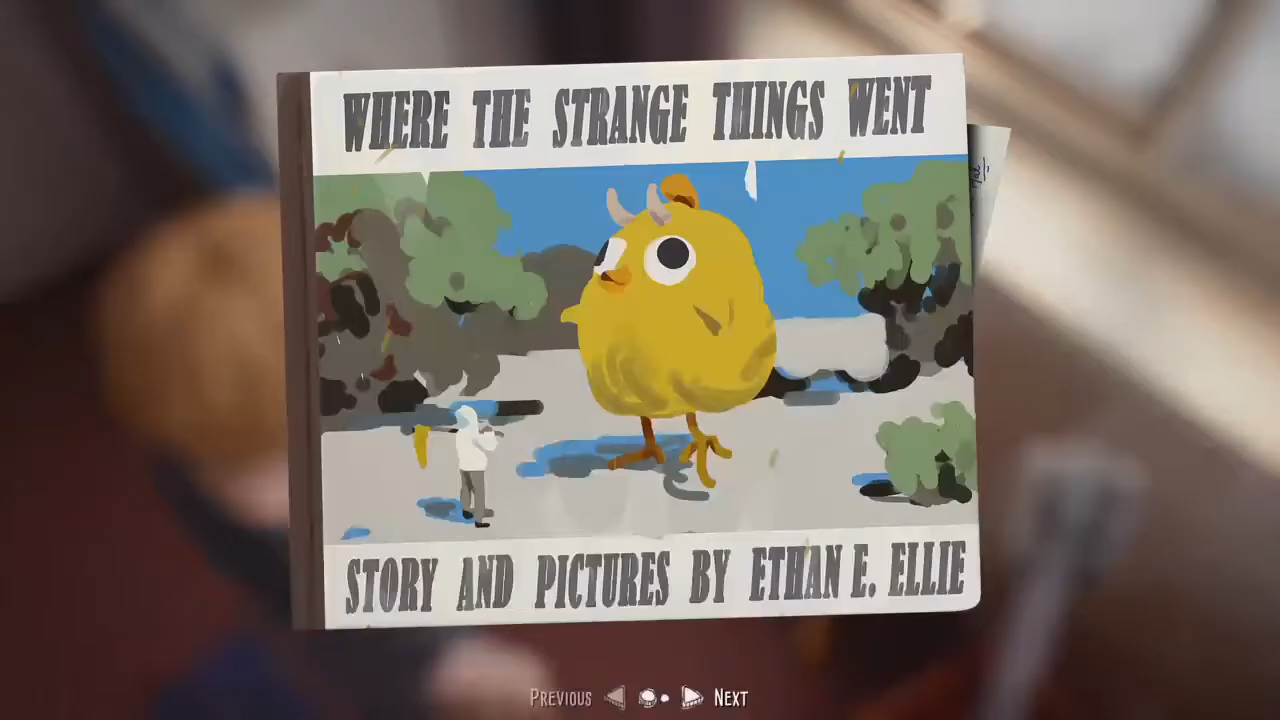 WHERE THE STRANGE THINGS WENT
STORY AND PICTURES BY ETHAN E. ELLIE
PREVIOUS NEXT